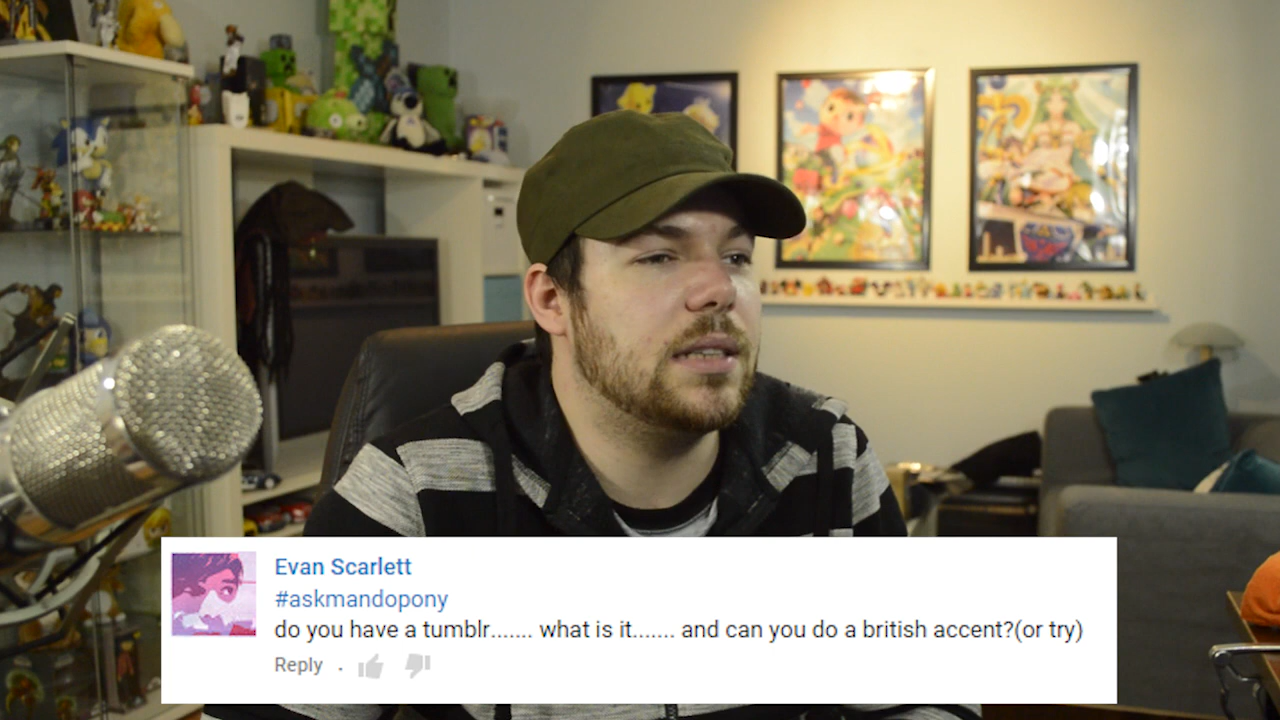 Evan Scarlett
#askmandopony
do you have a tumblr....... what is it....... and can you do a british accent?(or try)
Reply .